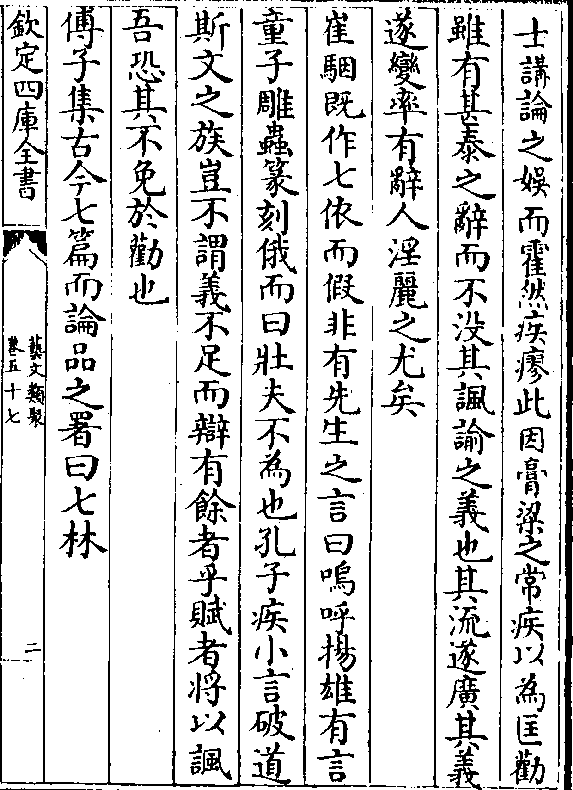 士講論之娛而霍然疾瘳此因膏粱之常疾以為匡勸
雖有甚泰之辭而不没其諷諭之義也其流遂廣其義
遂變率有辭人淫麗之尤矣
崔駰既作七依而假非有先生之言曰嗚呼揚雄有言
童子雕蟲篆刻俄而曰壯夫不為也孔子疾小言破道
斯文之族豈不謂義不足而辯有餘者乎賦者將以諷
吾恐其不免於勸也
傅子集古今七篇而論品之署曰七林
欽定四庫全書
藝文類聚
卷五十七
二